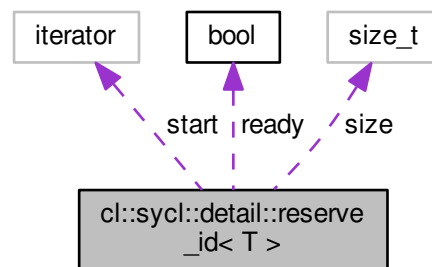 iterator
bool
size_t
start
ready
size
cl::sycl::detail::reserve
_id< T >